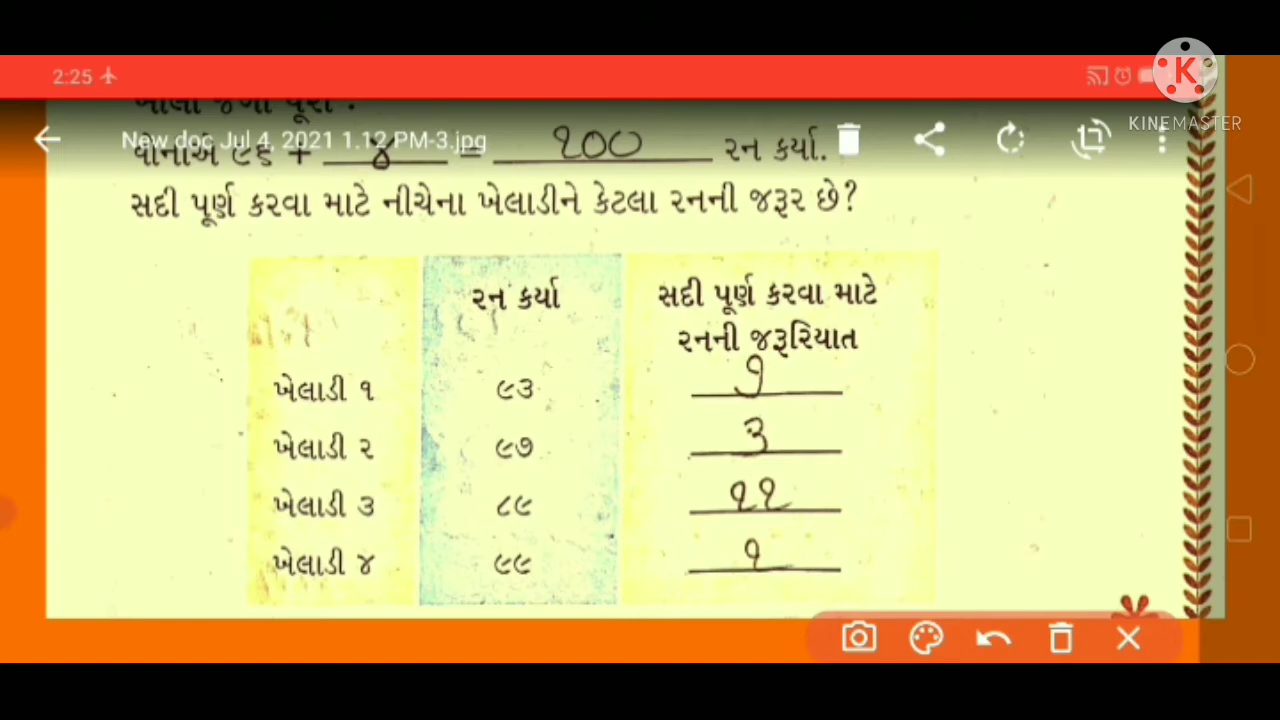 2:25
KINEMASTER
ખાલી જગ્યા પૂરો :
New doc Jul 4, 2021 1.12 PM-3.jpg
૯૬ + ૪ = ૧૦૦ રન કર્યા.
સદી પૂર્ણ કરવા માટે નીચેના ખેલાડીને કેટલા રનની જરૂર છે?
રન કર્યા સદી પૂર્ણ કરવા માટે
રનની જરૂરિયાત
ખેલાડી ૧ ૯૩ ૭
ખેલાડી ૨ ૯૭ ૩
ખેલાડી ૩ ૮૯ ૧૧
ખેલાડી ૪ ૯૯ ૧